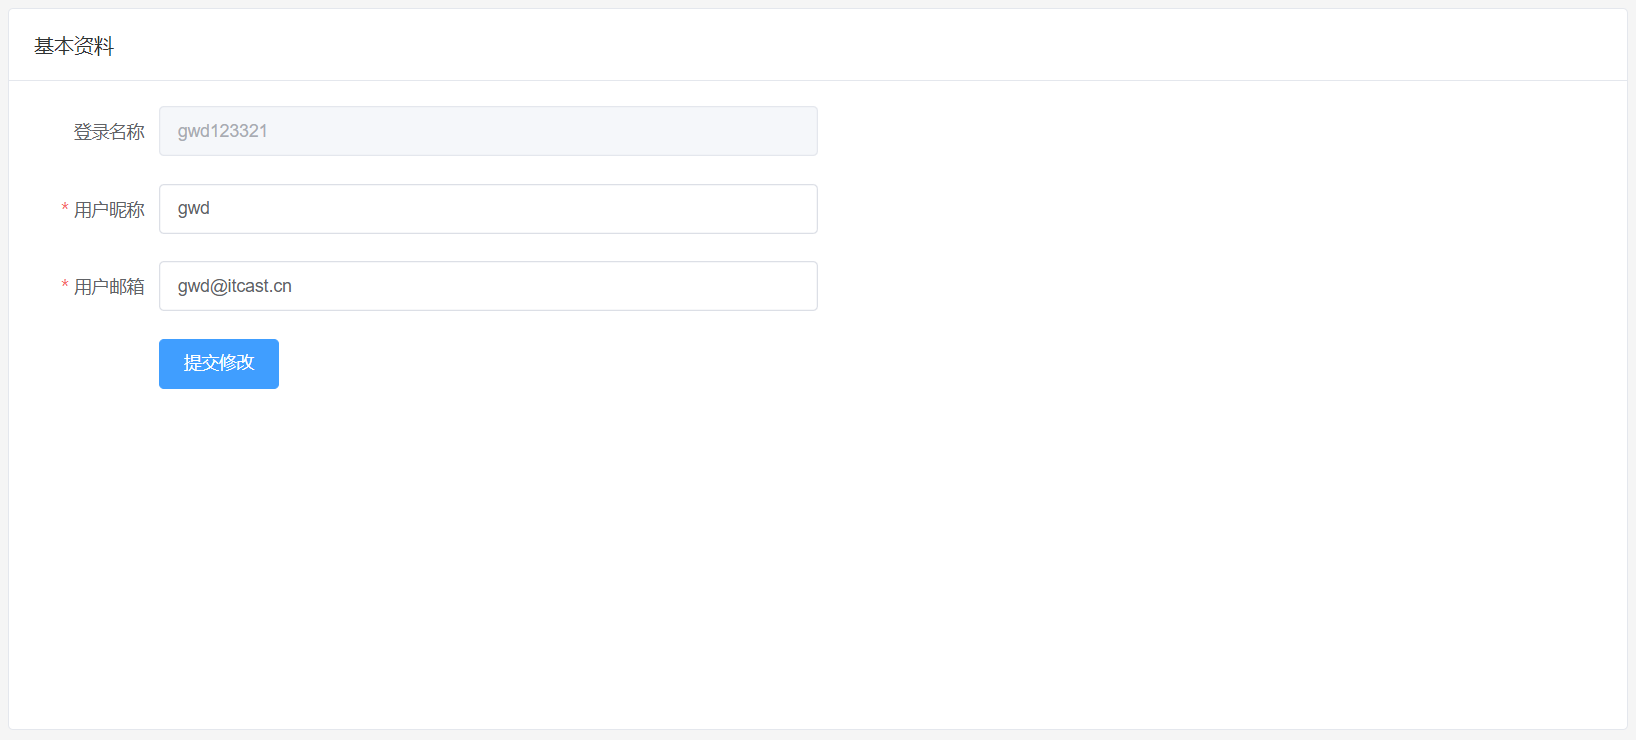 基本资料
登录名称 gwd123321
* 用户昵称 gwd
* 用户邮箱 gwd@itcast.cn
提交修改